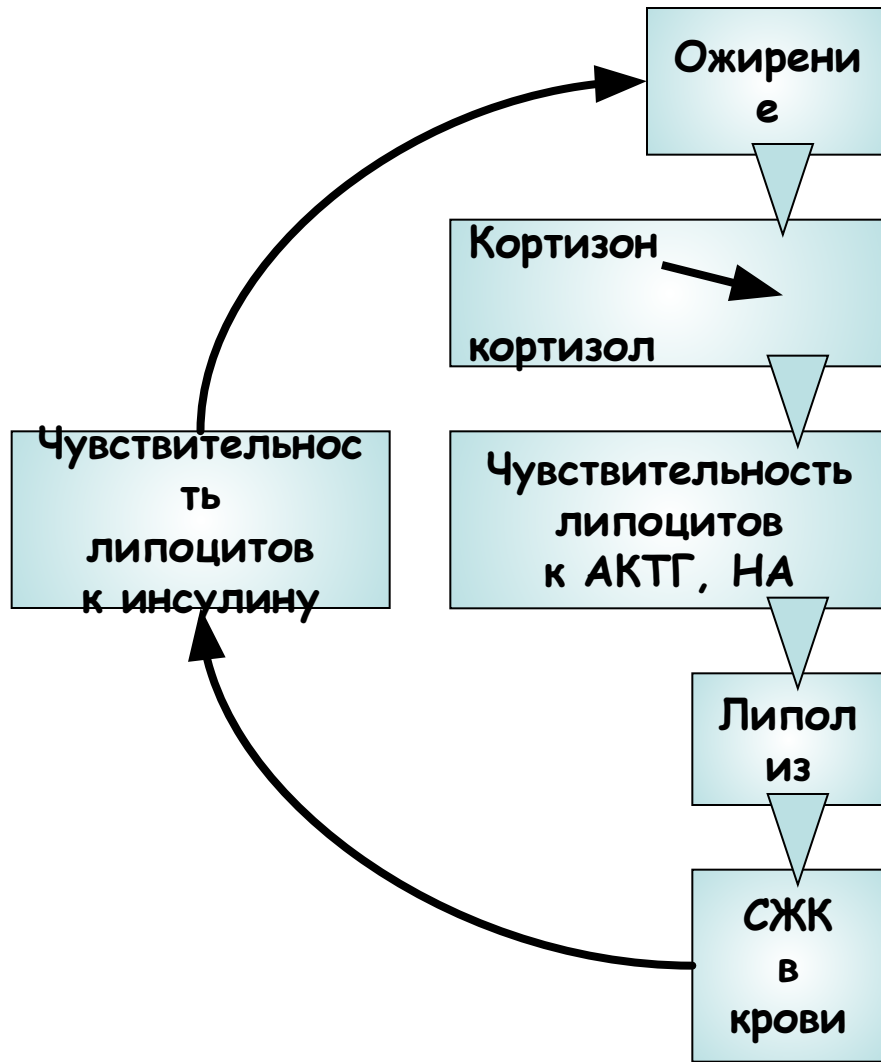 Ожирени
е
Кортизон
кортизол
Чувствительность
липоцитов
к АКТГ, НА
Липол
из
СЖК
в
крови
Чувствительнос
ть
липоцитов
к инсулину